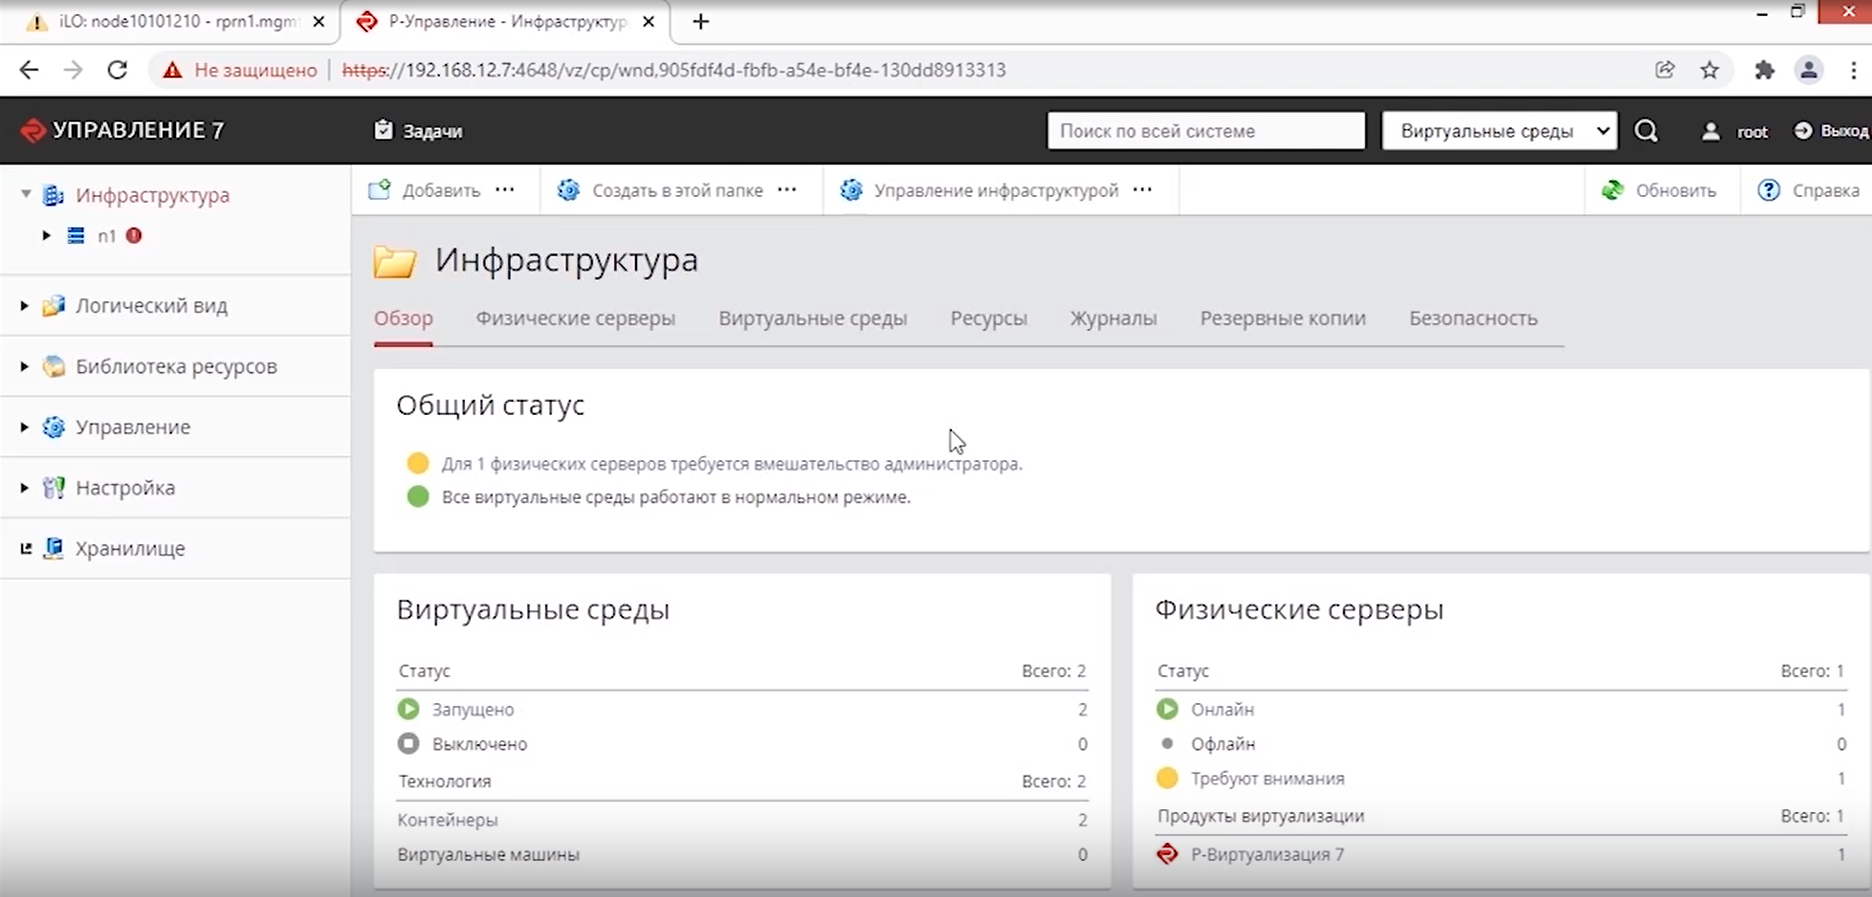 iLO: node10101210 - rprn1.mgm
Р-Управление - Инфраструктур
Не защищено
https://192.168.12.7:4648/vz/cp/wnd,905fdf4d-fbfb-a54e-bf4e-130dd8913313
УПРАВЛЕНИЕ 7
Задачи
Поиск по всей системе
Виртуальные среды
root
Выход
Инфраструктура
n1
Логический вид
Библиотека ресурсов
Управление
Настройка
Хранилище
Добавить ...
Создать в этой папке ...
Управление инфраструктурой ...
Обновить
Справка
Инфраструктура
Обзор
Физические серверы
Виртуальные среды
Ресурсы
Журналы
Резервные копии
Безопасность
Общий статус
Для 1 физических серверов требуется вмешательство администратора.
Все виртуальные среды работают в нормальном режиме.
Виртуальные среды
Статус Всего: 2
Запущено 2
Выключено 0
Технология Всего: 2
Контейнеры 2
Виртуальные машины 0
Физические серверы
Статус Всего: 1
Онлайн 1
Офлайн 0
Требуют внимания 1
Продукты виртуализации Всего: 1
Р-Виртуализация 7 1